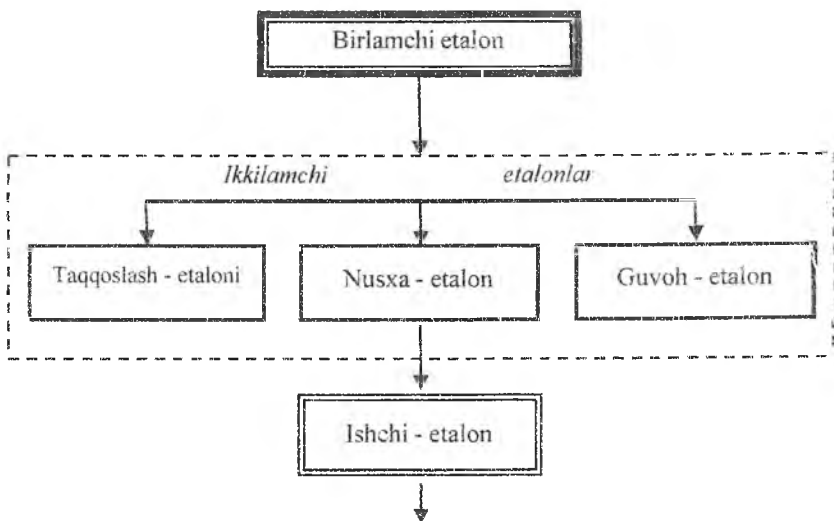 Birlamchi etalon
Ikkilamchi etalonlar
Taqqoslash - etaloni
Nusxa - etalon
Guvoh - etalon
Ishchi - etalon